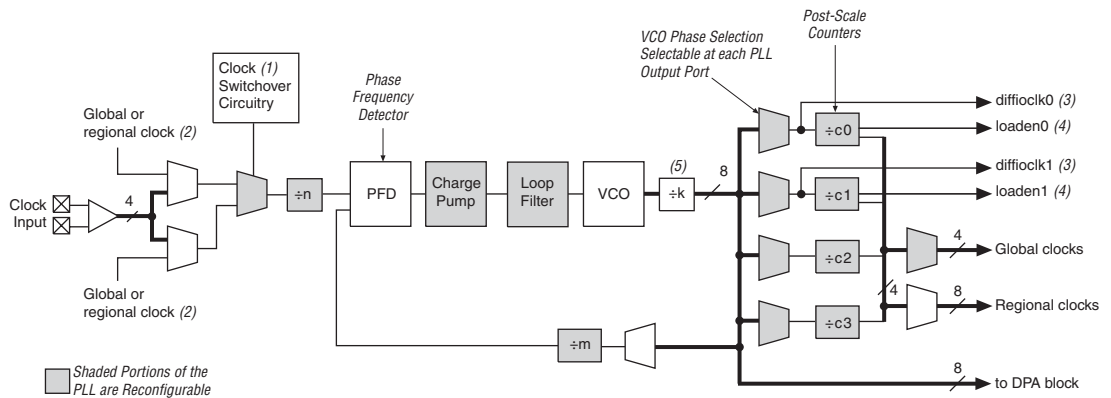 Post-Scale
Counters
VCO Phase Selection
Selectable at each PLL
Output Port
Clock (1)
Switchover
Circuitry
Phase
Frequency
Detector
Global or
regional clock (2)
diffioclk0 (3)
÷c0
loaden0 (4)
diffioclk1 (3)
÷n
PFD
Charge
Pump
Loop
Filter
VCO
(5)
÷k
8
÷c1
loaden1 (4)
Clock
Input
4
÷c2
4
Global clocks
Global or
regional clock (2)
4
÷c3
8
Regional clocks
÷m
Shaded Portions of the
PLL are Reconfigurable
8
to DPA block